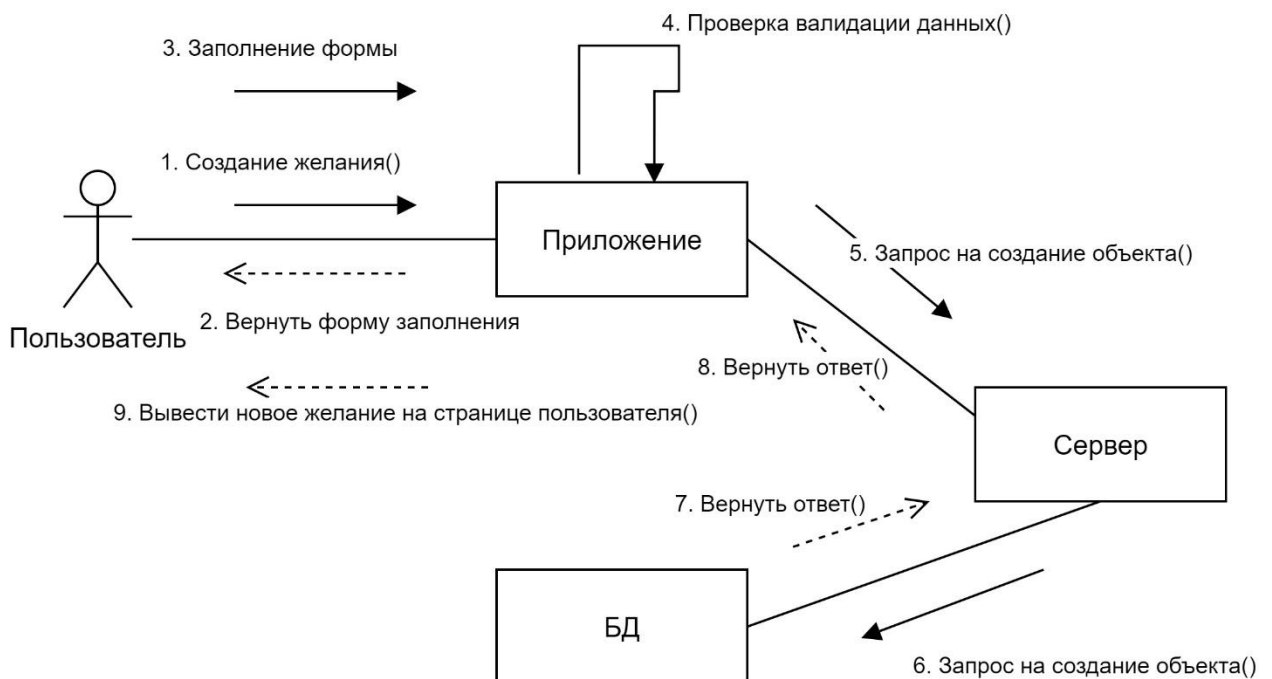 4. Проверка валидации данных()
3. Заполнение формы
1. Создание желания()
Приложение
5. Запрос на создание объекта()
2. Вернуть форму заполнения
Пользователь
8. Вернуть ответ()
9. Вывести новое желание на странице пользователя()
Сервер
7. Вернуть ответ()
БД
6. Запрос на создание объекта()